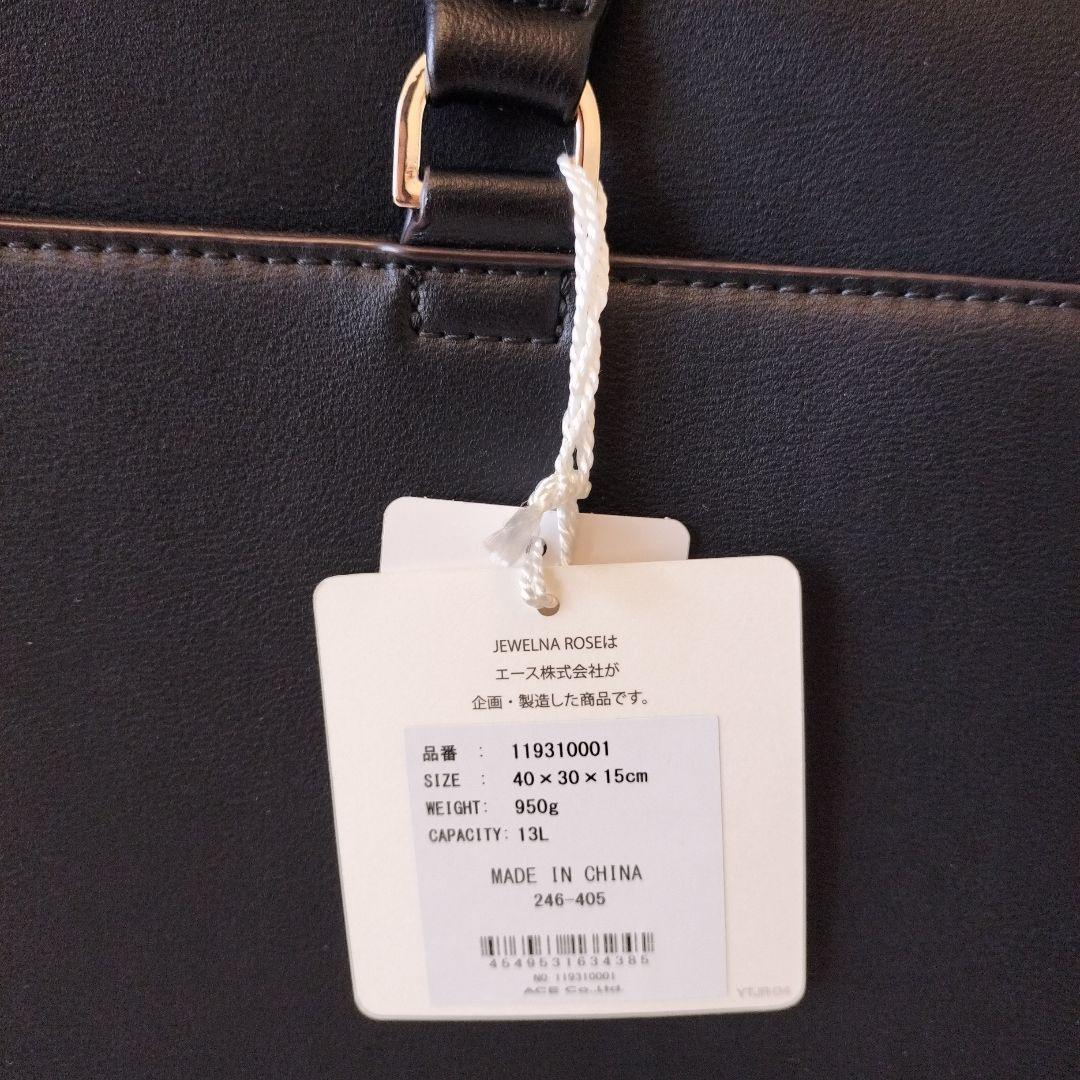 JEWELNA ROSEは
エース株式会社が
企画・製造した商品です。
品番 : 119310001
SIZE : 40×30×15cm
WEIGHT: 950g
CAPACITY: 13L
MADE IN CHINA
246-405
4549531634385
NO 119310001
ACE Co.,Ltd.
YTJR-04